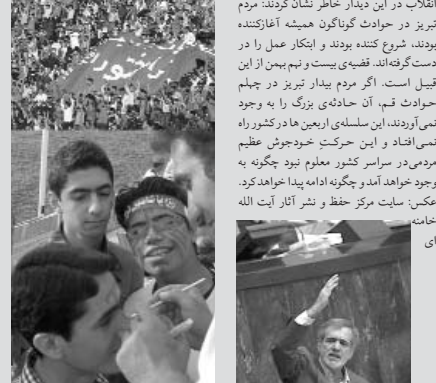 انقلاب در این دیدار خاطر نشان کردند: مردم
تبریز در حوادث گوناگون همیشه آغازکننده
بودند، شروع کننده بودند و ابتکار عمل را در
دست گرفته‌اند. قضیه‌ی بیست و نهم بهمن از این
قبیل است. اگر مردم بیدار تبریز در چهلم
حوادث قم، آن حادثه‌ی بزرگ را به وجود
نمی‌آوردند، این سلسله‌ی اربعین ها در کشور راه
نمی‌افتاد و این حرکت خودجوش عظیم
مردمی‌در سراسر کشور معلوم نبود چگونه به
وجود خواهد آمد و چگونه ادامه پیدا خواهد کرد.
عکس: سایت مرکز حفظ و نشر آثار آیت الله
خامنه
ای